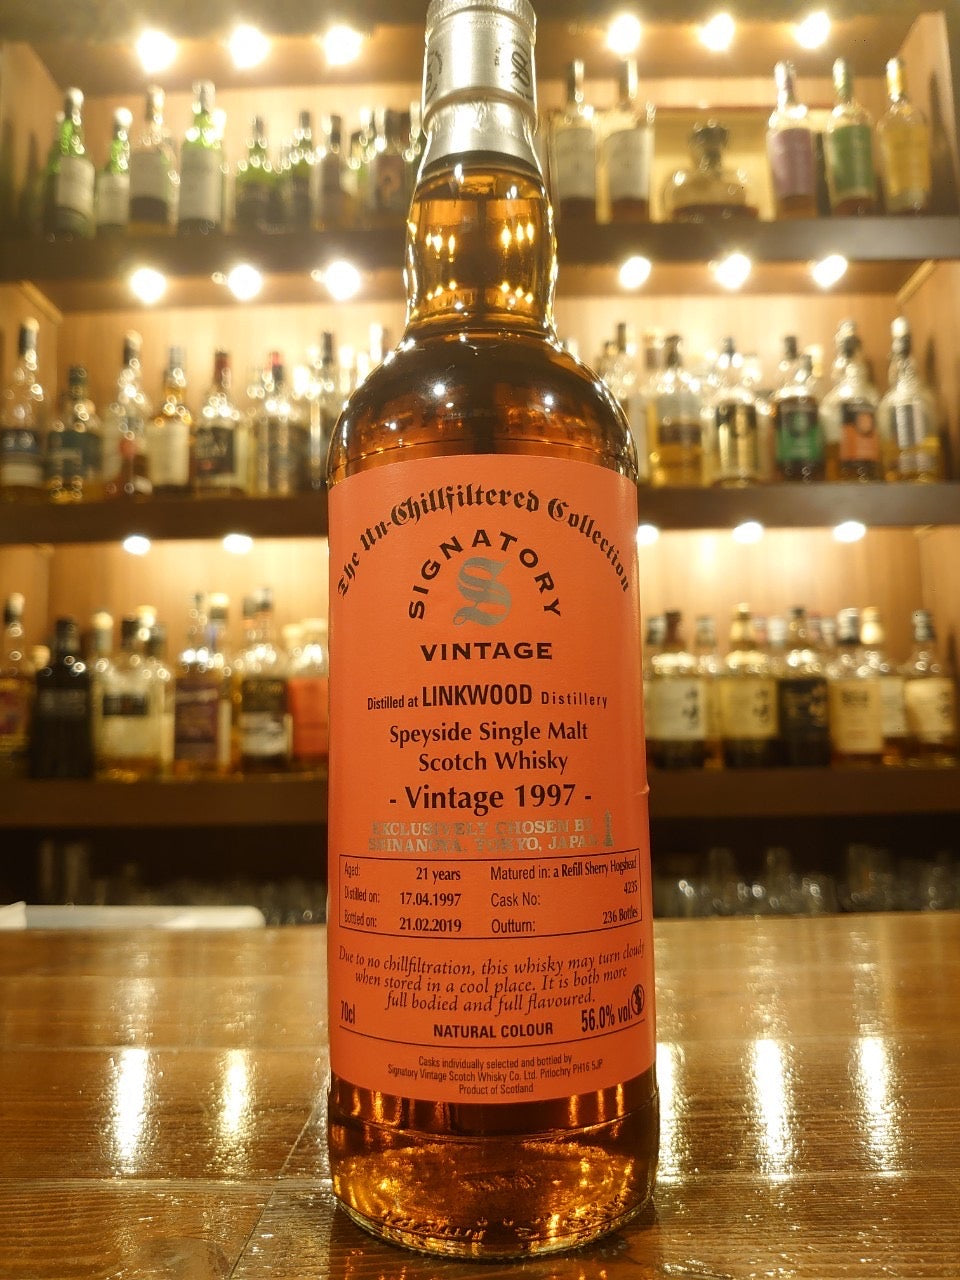 The Un-Chillfiltered Collection
SIGNATORY
S
VINTAGE
Distilled at LINKWOOD Distillery
Speyside Single Malt
Scotch Whisky
- Vintage 1997 -
EXCLUSIVELY CHOSEN BY
SHINANOYA, TOKYO, JAPAN
Aged: 21 years Matured in: a Refill Sherry Hogshead
Distilled on: 17.04.1997 Cask No: 4235
Bottled on: 21.02.2019 Outturn: 236 Bottles
Due to no chillfiltration, this whisky may turn cloudy
when stored in a cool place. It is both more
full bodied and full flavoured.
70cl NATURAL COLOUR 56.0% vol.
Casks individually selected and bottled by
Signatory Vintage Scotch Whisky Co. Ltd. Pitlochry PH16 5JP
Product of Scotland